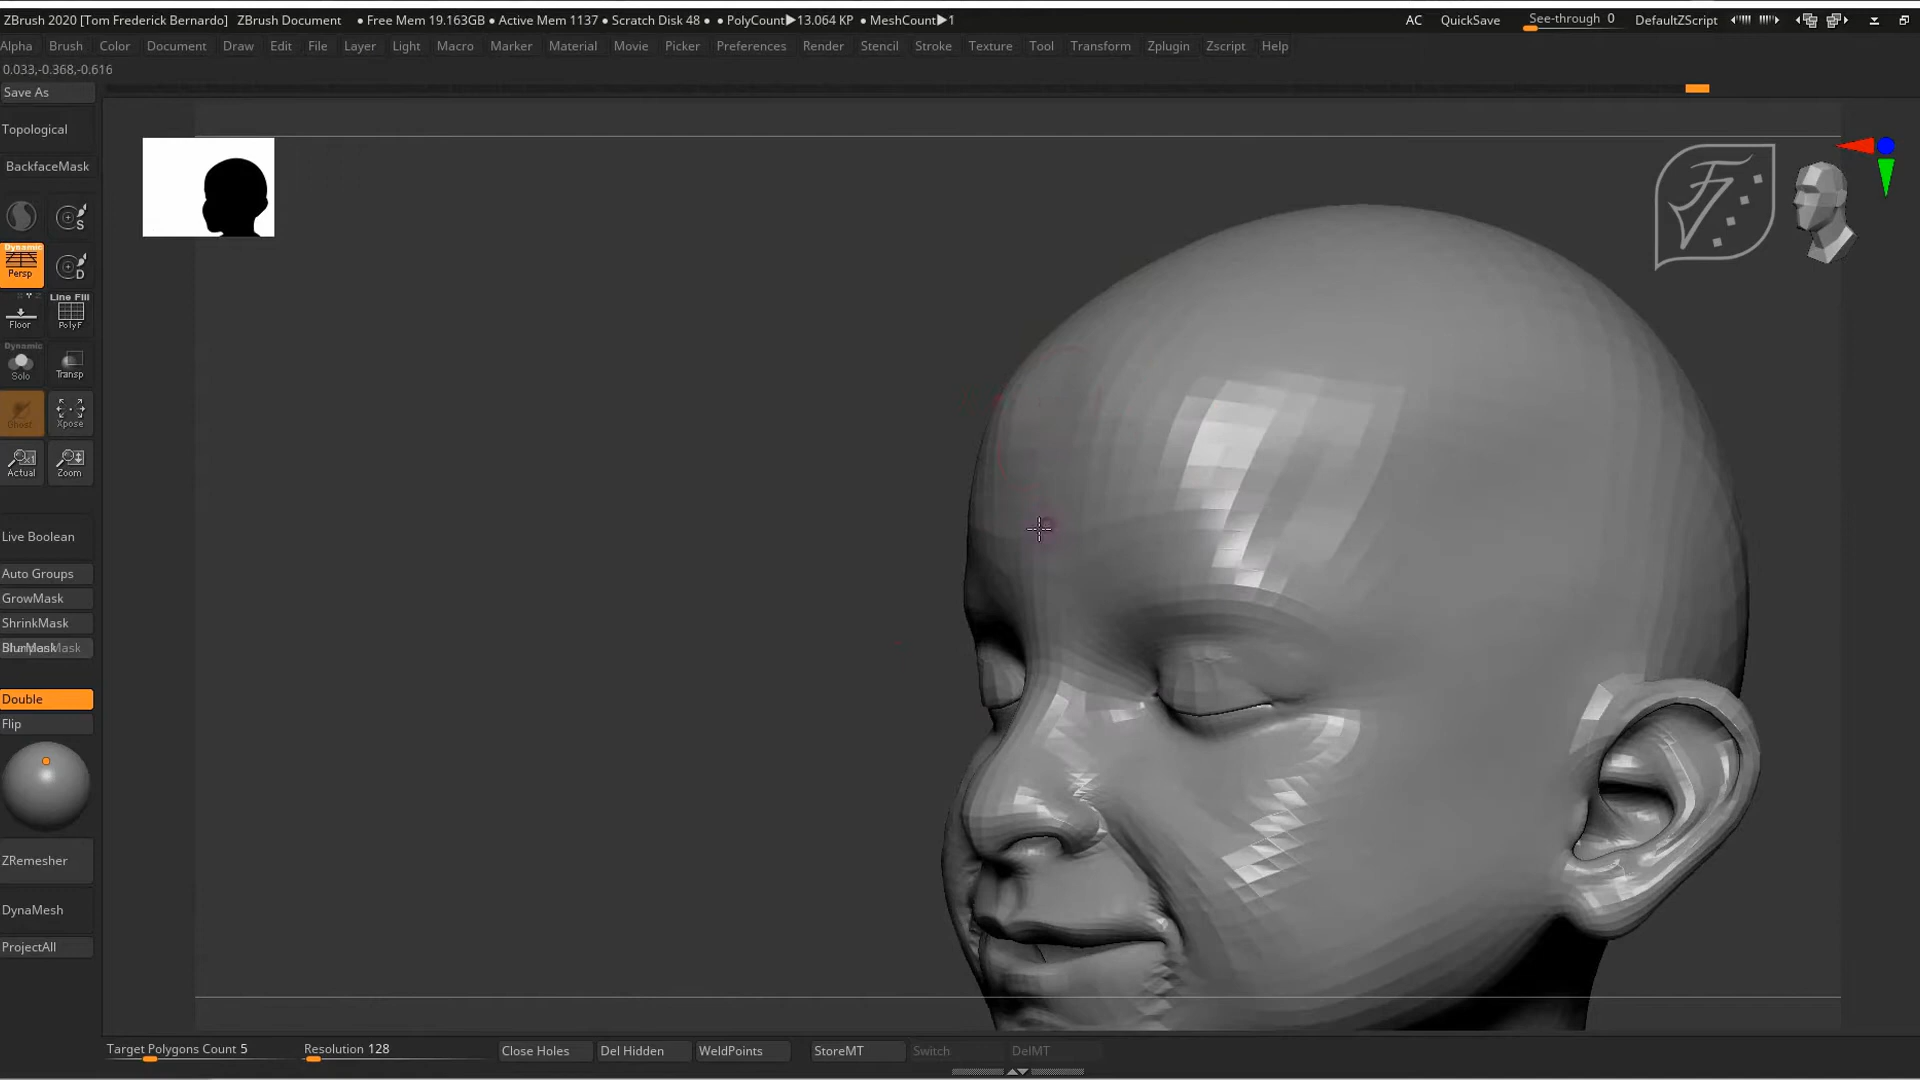 ZBrush 2020 [Tom Frederick Bernardo] ZBrush Document ● Free Mem 19.163GB ● Active Mem 1137 ● Scratch Disk 48 ● ● PolyCount▶13.064 KP ● MeshCount▶1 AC QuickSave See-through 0 DefaultZScript
Alpha Brush Color Document Draw Edit File Layer Light Macro Marker Material Movie Picker Preferences Render Stencil Stroke Texture Tool Transform Zplugin Zscript Help
0.033,-0.368,-0.616
Save As
Topological
BackfaceMask
S
Dynamic
Persp D
Line Fill
Floor PolyF
Dynamic
Solo Transp
Ghost Xpose
Actual Zoom
Live Boolean
Auto Groups
GrowMask
ShrinkMask
BlurMask
Double
Flip
ZRemesher
DynaMesh
ProjectAll
Target Polygons Count 5 Resolution 128 Close Holes Del Hidden WeldPoints StoreMT Switch DelMT